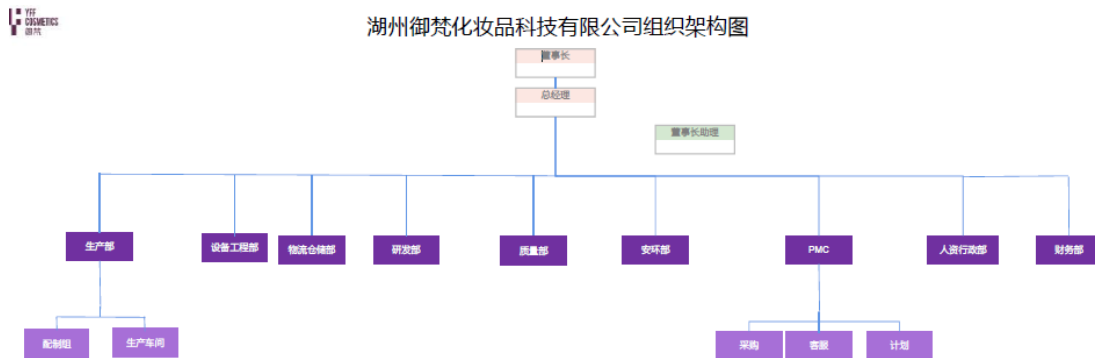 YFF
COSMETICS
御梵
湖州御梵化妆品科技有限公司组织架构图
董事长
总经理
董事长助理
生产部
设备工程部
物流仓储部
研发部
质量部
安环部
PMC
人资行政部
财务部
配制组
生产车间
采购
客服
计划